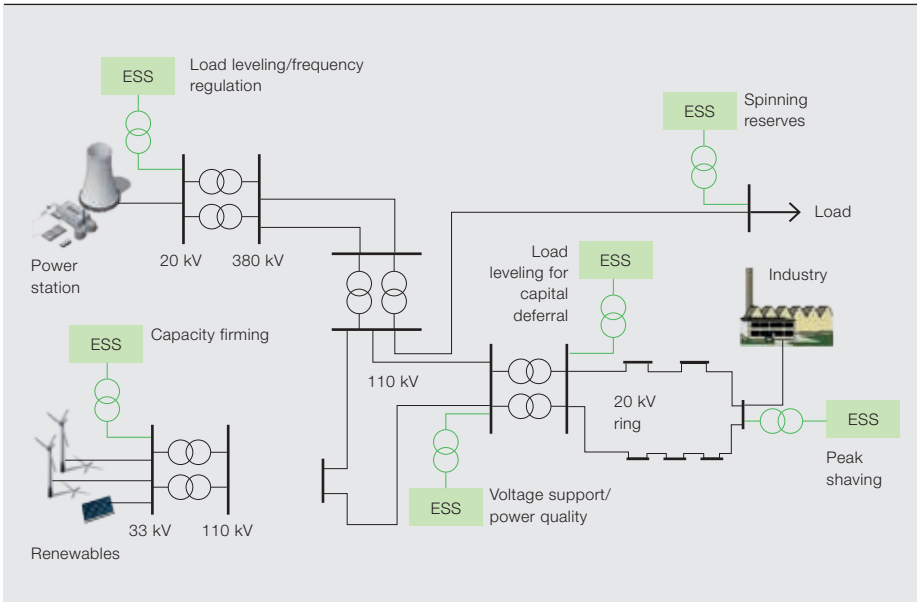 ESS
Load leveling/frequency
regulation
ESS
Spinning
reserves
Load
Power
station
20 kV
380 kV
Load
leveling for
capital
deferral
ESS
Industry
ESS
Capacity firming
110 kV
20 kV
ring
ESS
Peak
shaving
ESS
Voltage support/
power quality
33 kV
110 kV
Renewables